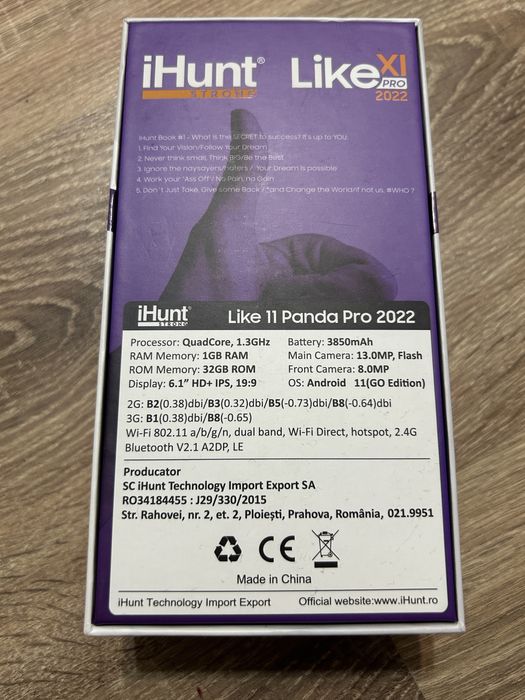 iHunt® LikeXI
STRONG PRO
2022
iHunt Book #1 - What is the SECRET to success? It's up to YOU.
1. Find Your Vision/Follow Your Dream
2. Never think small, Think BIG/Be the Best
3. Ignore the naysayers/haters / Your Dream Is possible
4. Work your "Ass Off"/ No Pain, no Gain
5. Don't Just Take, Give some Back / "and Change the World/if not us, #WHO ?
iHunt Like 11 Panda Pro 2022
STRONG
Processor: QuadCore, 1.3GHz Battery: 3850mAh
RAM Memory: 1GB RAM Main Camera: 13.0MP, Flash
ROM Memory: 32GB ROM Front Camera: 8.0MP
Display: 6.1” HD+ IPS, 19:9 OS: Android 11(GO Edition)
2G: B2(0.38)dbi/B3(0.32)dbi/B5(-0.73)dbi/B8(-0.64)dbi
3G: B1(0.38)dbi/B8(-0.65)
Wi-Fi 802.11 a/b/g/n, dual band, Wi-Fi Direct, hotspot, 2.4G
Bluetooth V2.1 A2DP, LE
Producator
SC iHunt Technology Import Export SA
RO34184455 : J29/330/2015
Str. Rahovei, nr. 2, et. 2, Ploiești, Prahova, România, 021.9951
CE
Made in China
iHunt Technology Import Export Official website:www.iHunt.ro